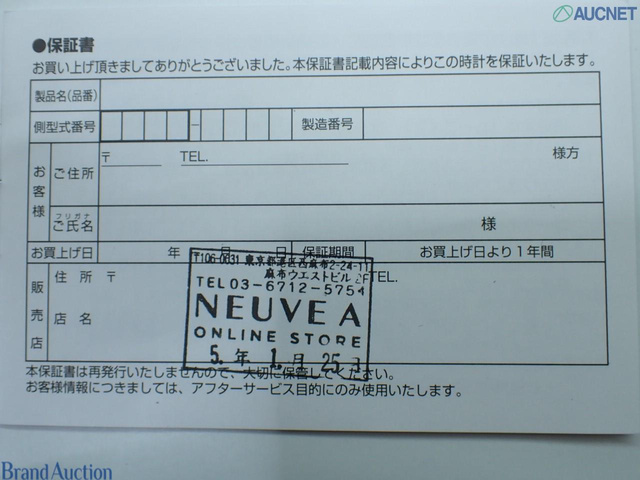 AUCNET
●保証書
お買い上げ頂きましてありがとうございました。本保証書記載内容によりこの時計を保証いたします。
製品名(品番)
側型式番号 － 製造番号
お客様
ご住所 〒 TEL. 様方
フリガナ
ご氏名 様
お買上げ日 年 月 日 保証期間 お買上げ日より1年間
販売店
住所 〒 TEL.
店名
〒106-0031 東京都港区西麻布2-24-11
麻布ウエストビル 2F
TEL 03-6712-5754
NEUVE A
ONLINE STORE
5. 年 1. 月 25 日
本保証書は再発行いたしませんので、大切に保管してください。
お客様情報につきましては、アフターサービス目的にのみ使用いたします。
Brand Auction